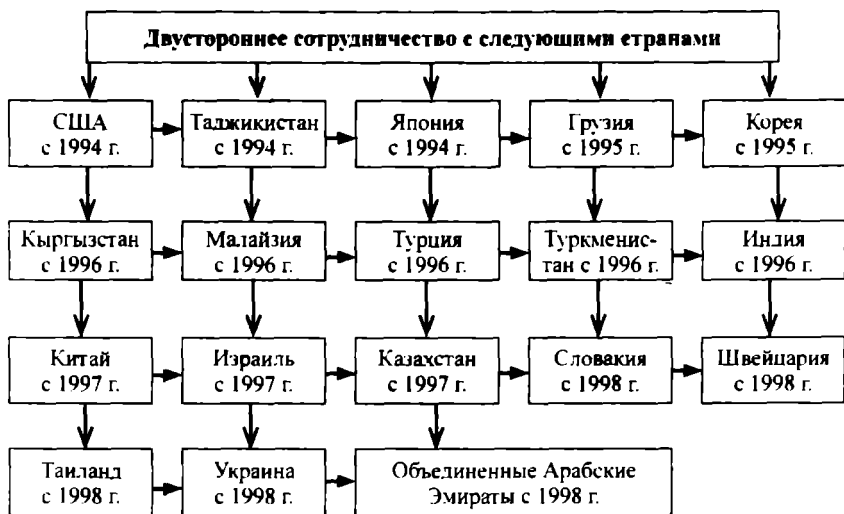 Двустороннее сотрудничество с следующими етранами
США
с 1994 г.
Таджикистан
с 1994 г.
Япония
с 1994 г.
Грузия
с 1995 г.
Корея
с 1995 г.
Кыргызстан
с 1996 г.
Малайзия
с 1996 г.
Турция
с 1996 г.
Туркменис-
тан с 1996 г.
Индия
с 1996 г.
Китай
с 1997 г.
Израиль
с 1997 г.
Казахстан
с 1997 г.
Словакия
с 1998 г.
Швейцария
с 1998 г.
Таиланд
с 1998 г.
Украина
с 1998 г.
Объединенные Арабские
Эмираты с 1998 г.